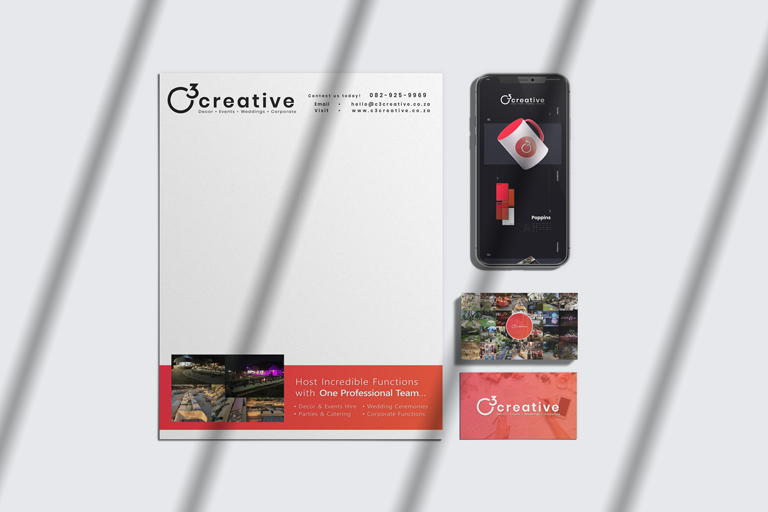 C3creative
Decor • Events • Weddings • Corporate
Contact us today! 082-925-9969
Email • hello@c3creative.co.za
Visit • www.c3creative.co.za
Host Incredible Functions
with One Professional Team...
• Decor & Events Hire • Wedding Ceremonies
• Parties & Catering • Corporate Functions
C3creative
Poppins
C3creative